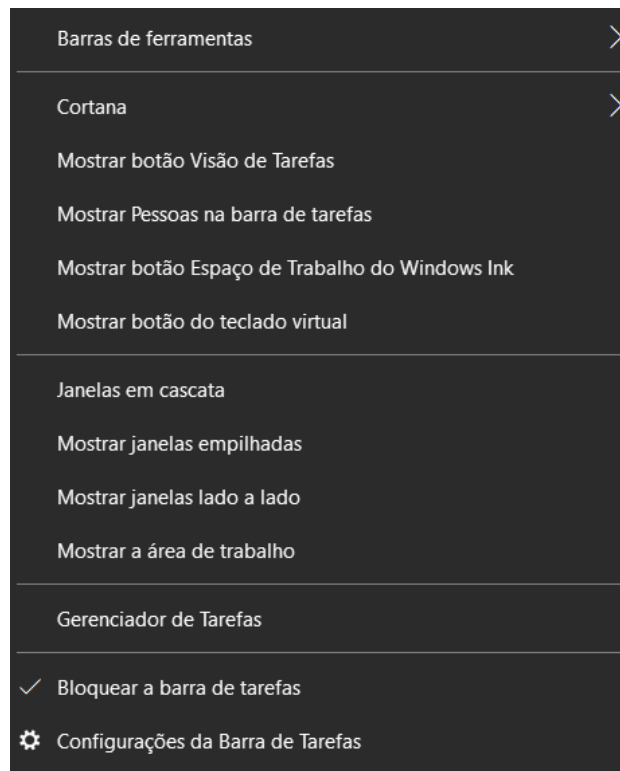 Barras de ferramentas
Cortana
Mostrar botão Visão de Tarefas
Mostrar Pessoas na barra de tarefas
Mostrar botão Espaço de Trabalho do Windows Ink
Mostrar botão do teclado virtual
Janelas em cascata
Mostrar janelas empilhadas
Mostrar janelas lado a lado
Mostrar a área de trabalho
Gerenciador de Tarefas
Bloquear a barra de tarefas
Configurações da Barra de Tarefas